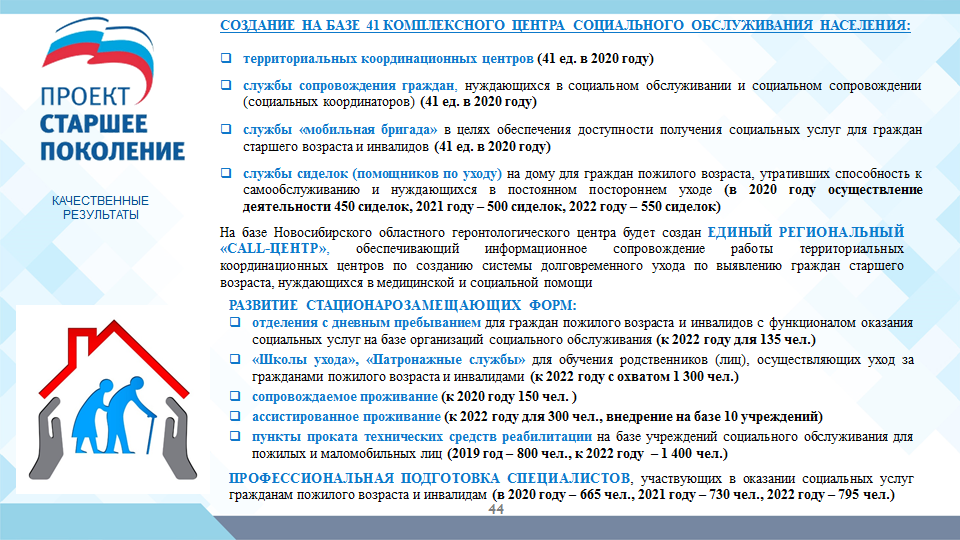 ПРОЕКТ
СТАРШЕЕ
ПОКОЛЕНИЕ
КАЧЕСТВЕННЫЕ
РЕЗУЛЬТАТЫ
СОЗДАНИЕ НА БАЗЕ 41 КОМПЛЕКСНОГО ЦЕНТРА СОЦИАЛЬНОГО ОБСЛУЖИВАНИЯ НАСЕЛЕНИЯ:
территориальных координационных центров (41 ед. в 2020 году)
службы сопровождения граждан, нуждающихся в социальном обслуживании и социальном сопровождении
(социальных координаторов) (41 ед. в 2020 году)
службы «мобильная бригада» в целях обеспечения доступности получения социальных услуг для граждан
старшего возраста и инвалидов (41 ед. в 2020 году)
службы сиделок (помощников по уходу) на дому для граждан пожилого возраста, утративших способность к
самообслуживанию и нуждающихся в постоянном постороннем уходе (в 2020 году осуществление
деятельности 450 сиделок, 2021 году – 500 сиделок, 2022 году – 550 сиделок)
На базе Новосибирского областного геронтологического центра будет создан ЕДИНЫЙ РЕГИОНАЛЬНЫЙ
«CALL-ЦЕНТР», обеспечивающий информационное сопровождение работы территориальных
координационных центров по созданию системы долговременного ухода по выявлению граждан старшего
возраста, нуждающихся в медицинской и социальной помощи
РАЗВИТИЕ СТАЦИОНАРОЗАМЕЩАЮЩИХ ФОРМ:
отделения с дневным пребыванием для граждан пожилого возраста и инвалидов с функционалом оказания
социальных услуг на базе организаций социального обслуживания (к 2022 году для 135 чел.)
«Школы ухода», «Патронажные службы» для обучения родственников (лиц), осуществляющих уход за
гражданами пожилого возраста и инвалидами (к 2022 году с охватом 1 300 чел.)
сопровождаемое проживание (к 2020 году 150 чел. )
ассистированное проживание (к 2022 году для 300 чел., внедрение на базе 10 учреждений)
пункты проката технических средств реабилитации на базе учреждений социального обслуживания для
пожилых и маломобильных лиц (2019 год – 800 чел., к 2022 году – 1 400 чел.)
ПРОФЕССИОНАЛЬНАЯ ПОДГОТОВКА СПЕЦИАЛИСТОВ, участвующих в оказании социальных услуг
гражданам пожилого возраста и инвалидам (в 2020 году – 665 чел., 2021 году – 730 чел., 2022 году – 795 чел.)
44